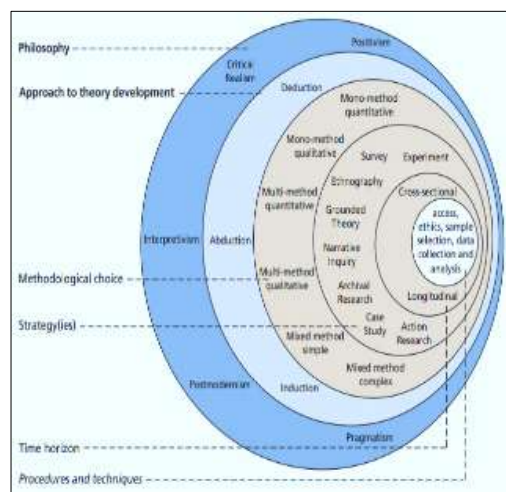 Philosophy
Positivism
Critical
Realism
Approach to theory development
Deduction
Mono-method
quantitative
Mono-method
qualitative
Survey
Experiment
Ethnography
Cross-sectional
Multi-method
quantitative
Grounded
Theory
access,
ethics, sample
selection, data
collection and
analysis
Interpretivism
Abduction
Narrative
Inquiry
Methodological choice
Multi-method
qualitative
Archival
Research
Longitudinal
Strategy(ies)
Case
Study
Action
Research
Mixed method
simple
Mixed method
complex
Postmodernism
Induction
Pragmatism
Time horizon
Procedures and techniques